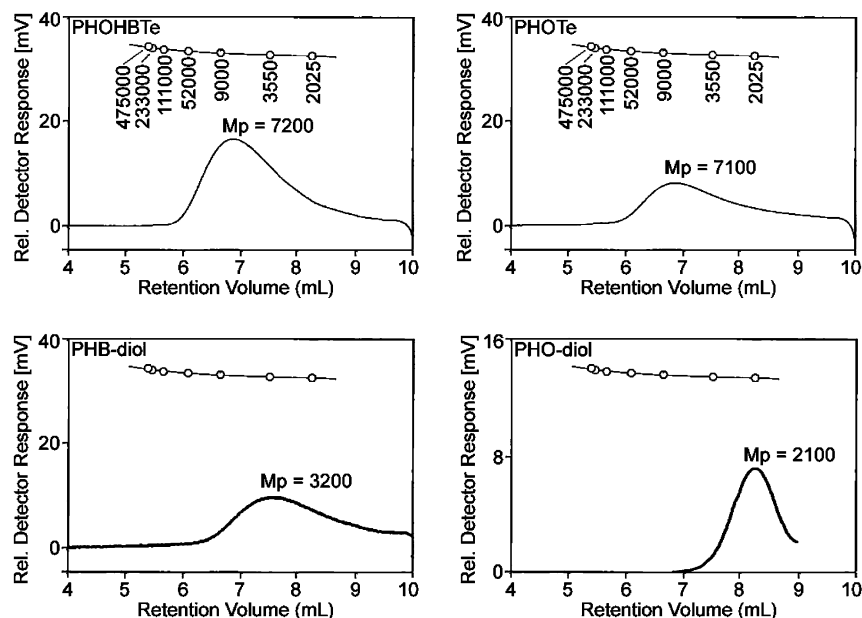 PHOHBTe
40
20
0
Rel. Detector Response [mV]
475000
233000
111000
52000
9000
3550
2025
Mp = 7200
4 5 6 7 8 9 10
Retention Volume (mL)
PHOTe
40
20
0
Rel. Detector Response [mV]
475000
233000
111000
52000
9000
3550
2025
Mp = 7100
4 5 6 7 8 9 10
Retention Volume (mL)
PHB-diol
40
20
0
Rel. Detector Response [mV]
Mp = 3200
4 5 6 7 8 9 10
Retention Volume (mL)
PHO-diol
16
8
0
Rel. Detector Response [mV]
Mp = 2100
5 6 7 8 9 10
Retention Volume (mL)